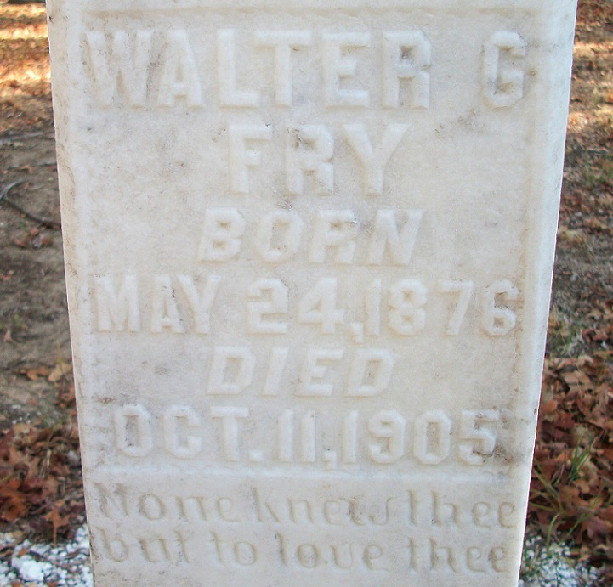 WALTER G
FRY
BORN
MAY 24, 1876
DIED
OCT. 11, 1905
None knew thee
but to love thee